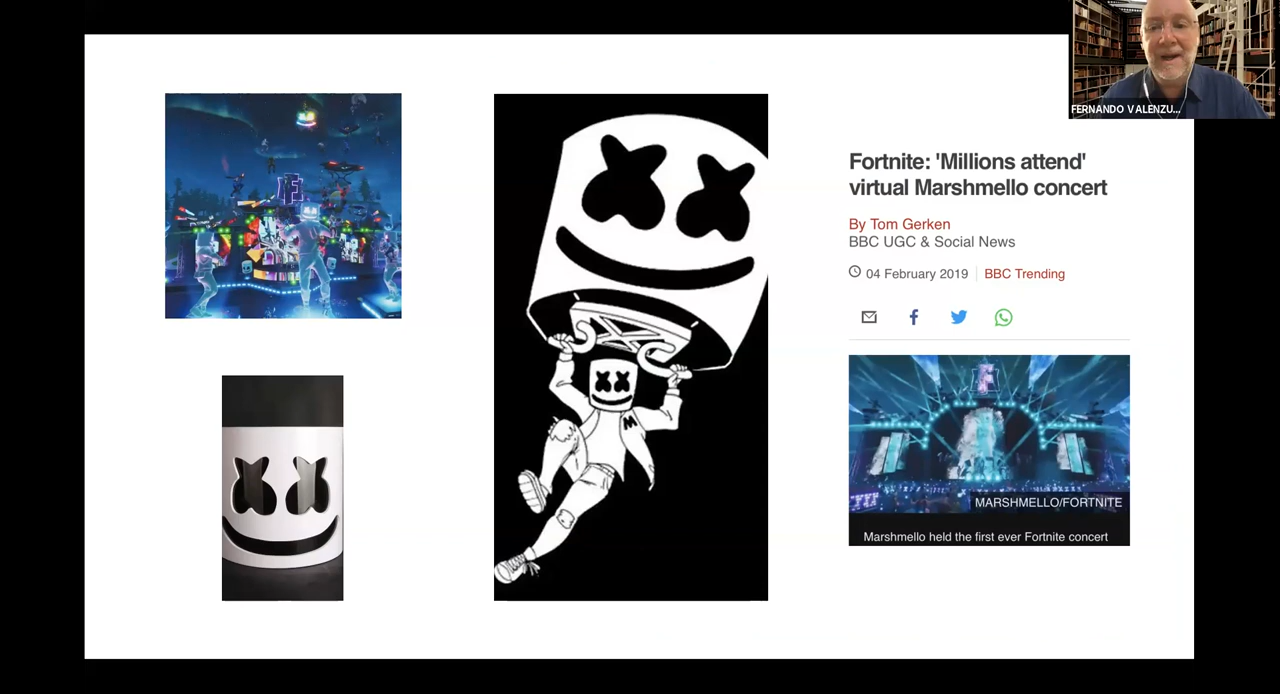 FERNANDO VALENZU...
Fortnite: 'Millions attend'
virtual Marshmello concert
By Tom Gerken
BBC UGC & Social News
04 February 2019
BBC Trending
MARSHMELLO/FORTNITE
Marshmello held the first ever Fortnite concert
F
M
F